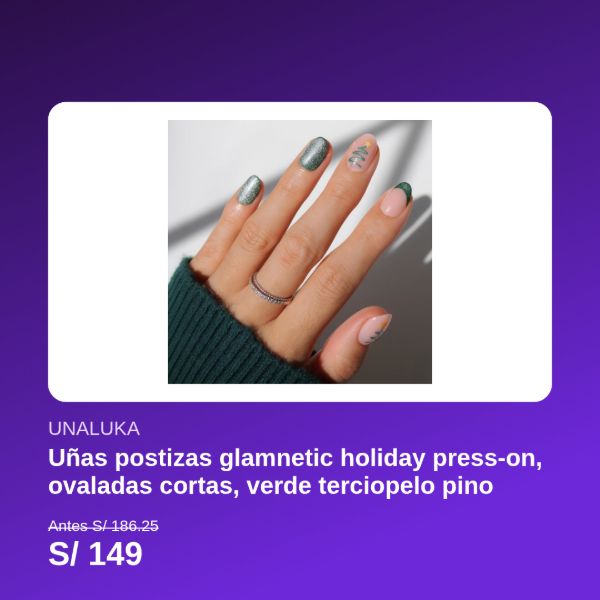 UNALUKA
Uñas postizas glamnetic holiday press-on,
ovaladas cortas, verde terciopelo pino
Antes S/ 186.25
S/ 149